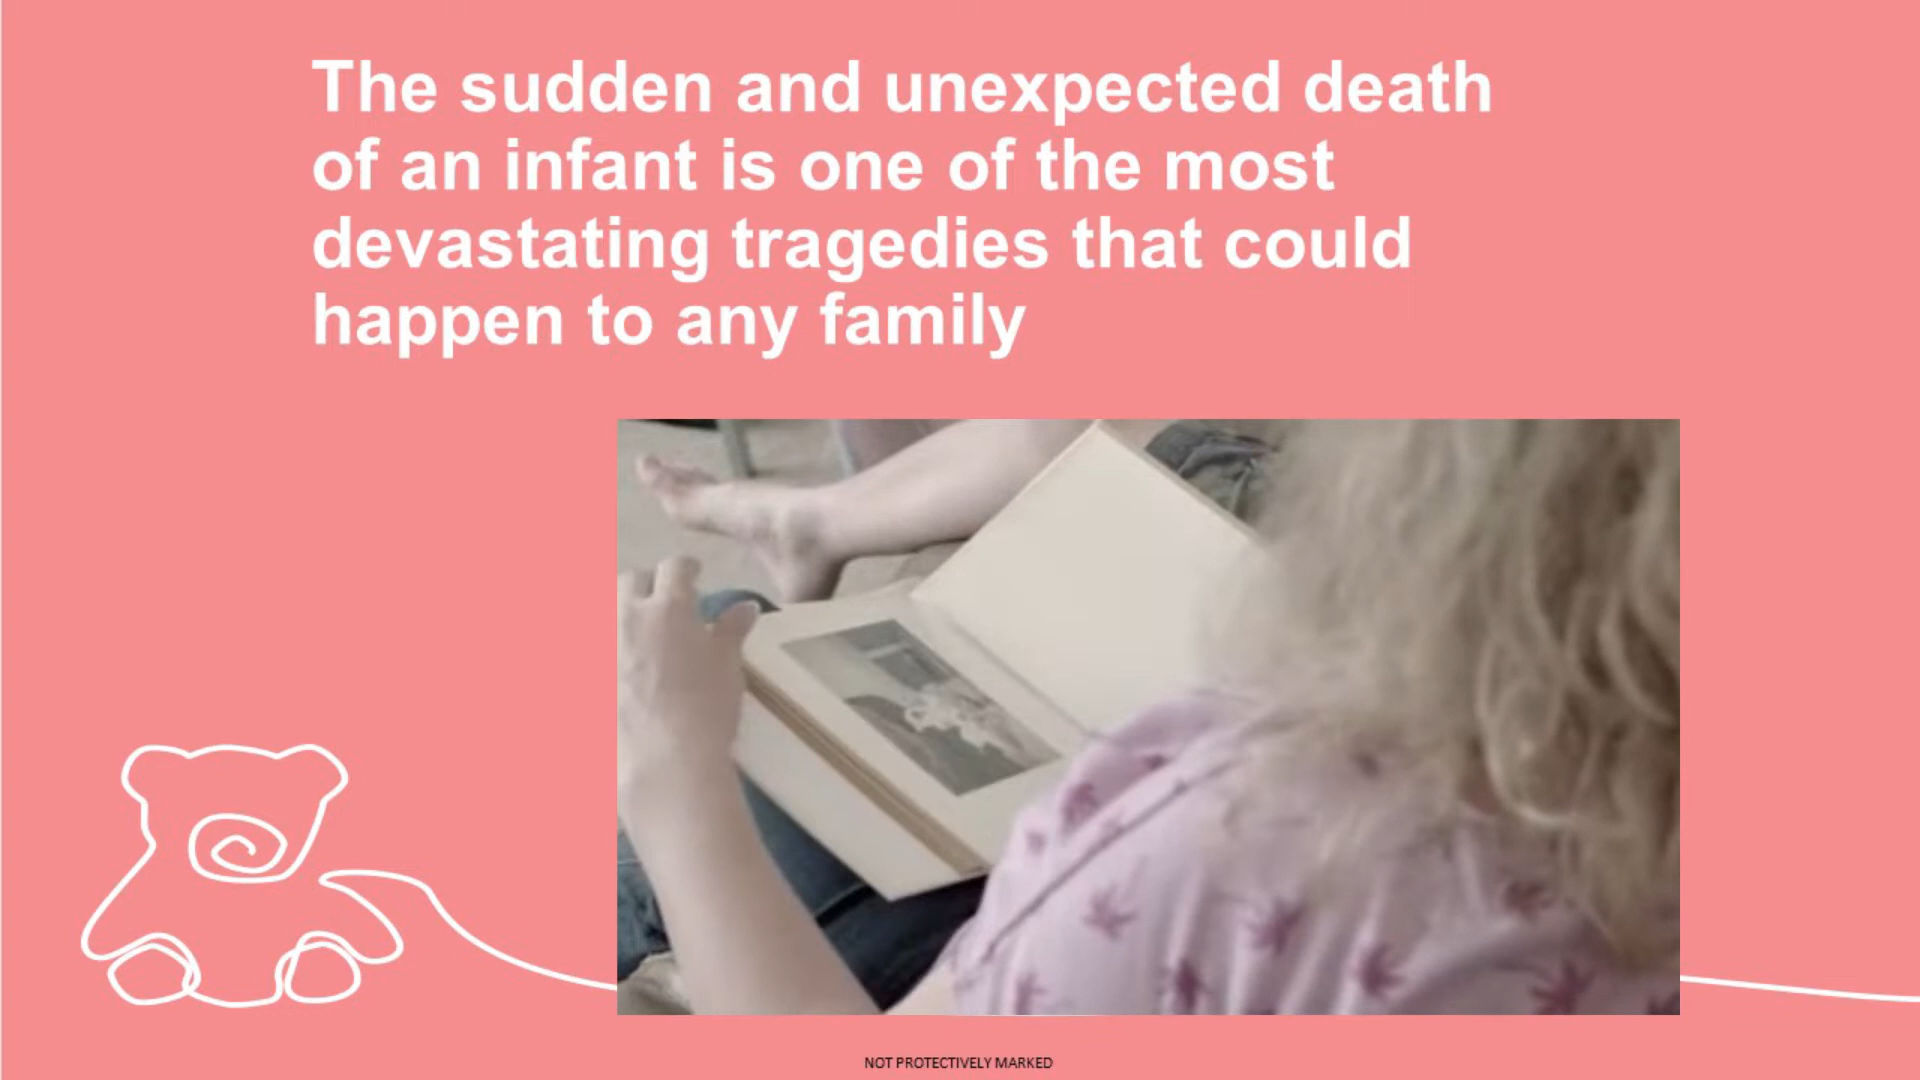 The sudden and unexpected death
of an infant is one of the most
devastating tragedies that could
happen to any family
NOT PROTECTIVELY MARKED